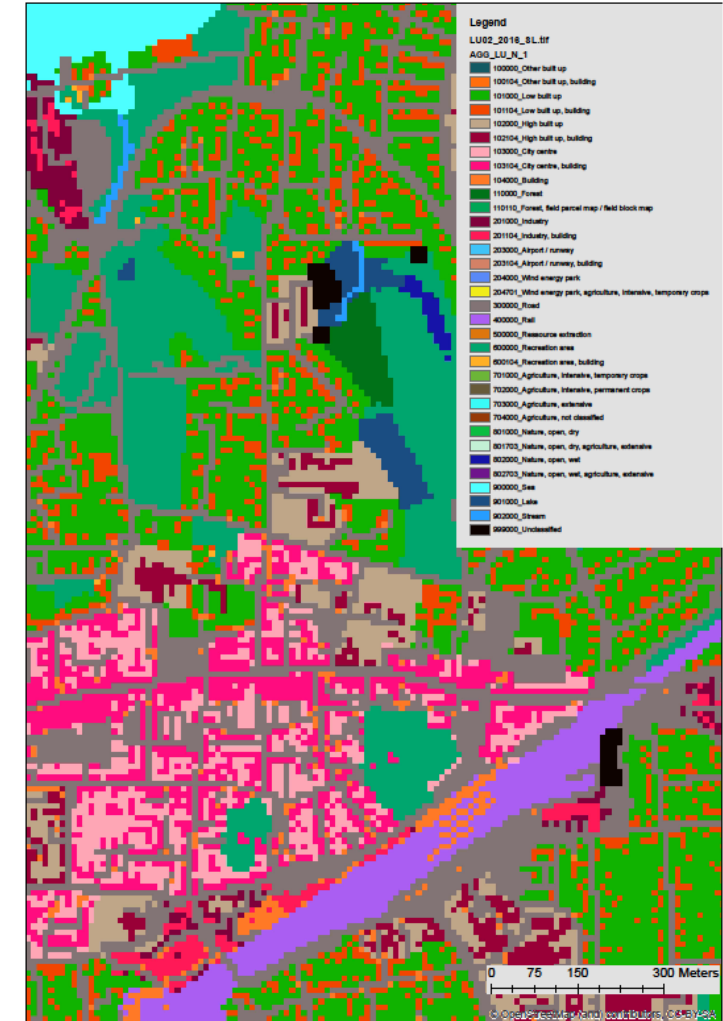 Legend
LU02_2016_SL.tif
AGG_LU_N_1
100000_Other built up
100104_Other built up, building
101000_Low built up
101104_Low built up, building
102000_High built up
102104_High built up, building
103000_City centre
103104_City centre, building
104000_Building
110000_Forest
110110_Forest, field parcel map / field block map
201000_Industry
201104_Industry, building
203000_Airport / runway
203104_Airport / runway, building
204000_Wind energy park
204701_Wind energy park, agriculture, intensive, temporary crops
300000_Road
400000_Rail
500000_Ressource extraction
600000_Recreation area
600104_Recreation area, building
701000_Agriculture, intensive, temporary crops
702000_Agriculture, intensive, permanent crops
703000_Agriculture, extensive
704000_Agriculture, not classified
801000_Nature, open, dry
801703_Nature, open, dry, agriculture, extensive
802000_Nature, open, wet
802703_Nature, open, wet, agriculture, extensive
900000_Sea
901000_Lake
902000_Stream
999000_Unclassified
0 75 150 300 Meters
© OpenStreetMap (and) contributors, CC-BY-SA